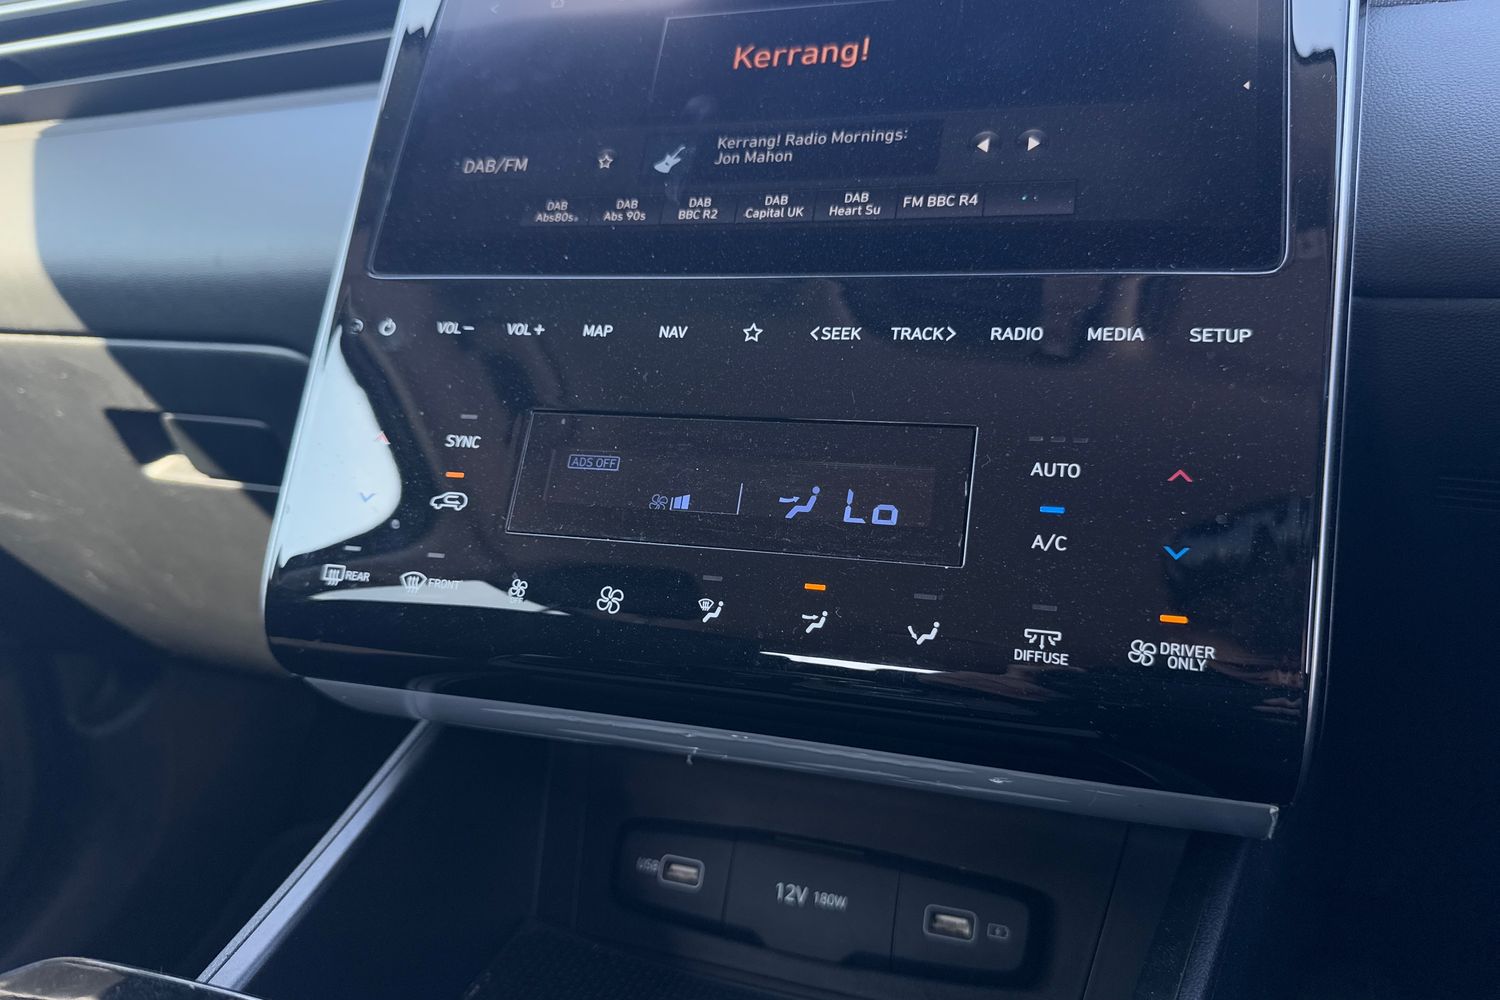 Kerrang!
Kerrang! Radio Mornings:
Jon Mahon
DAB/FM
DAB
Abs80s
DAB
Abs 90s
DAB
BBC R2
DAB
Capital UK
DAB
Heart Su
FM BBC R4
VOL− VOL+ MAP NAV <SEEK TRACK> RADIO MEDIA SETUP
SYNC
ADS OFF
Lo
AUTO
A/C
REAR
FRONT
OFF
DIFFUSE
DRIVER
ONLY
USB
12V 180W